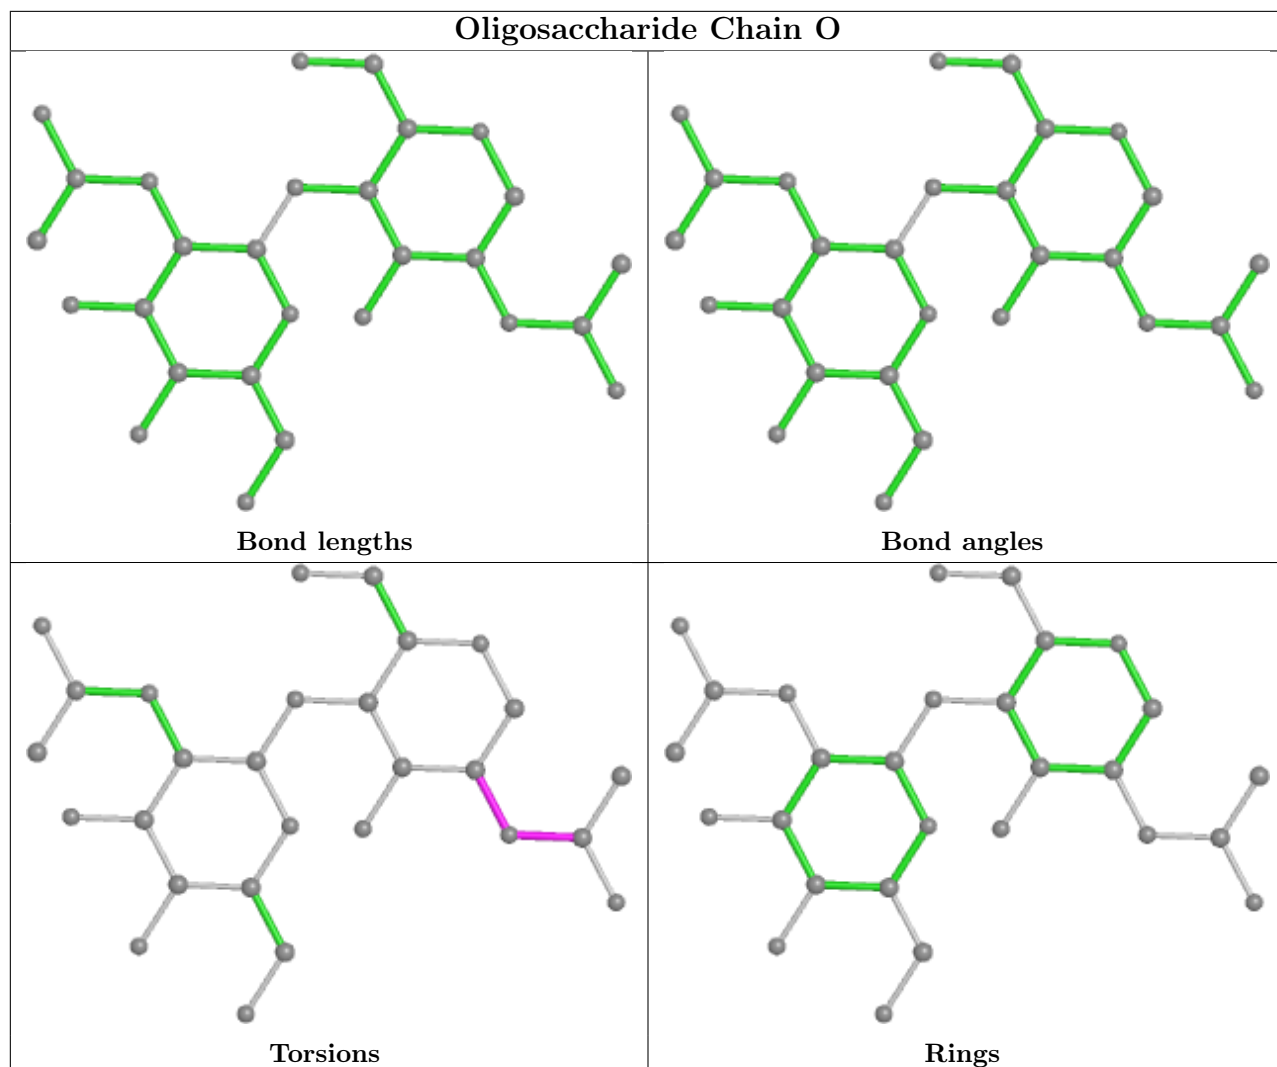 Oligosaccharide Chain O
Bond lengths
Bond angles
Torsions
Rings